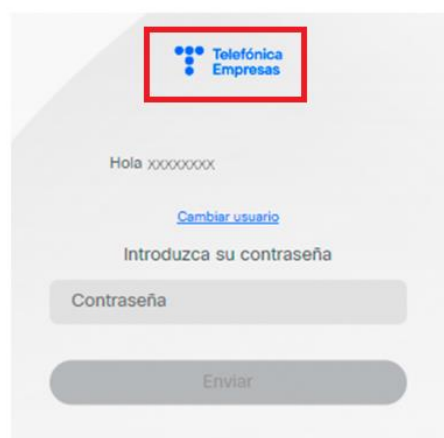 Telefónica
Empresas
Hola xxxxxxxx
Cambiar usuario
Introduzca su contraseña
Contraseña
Enviar